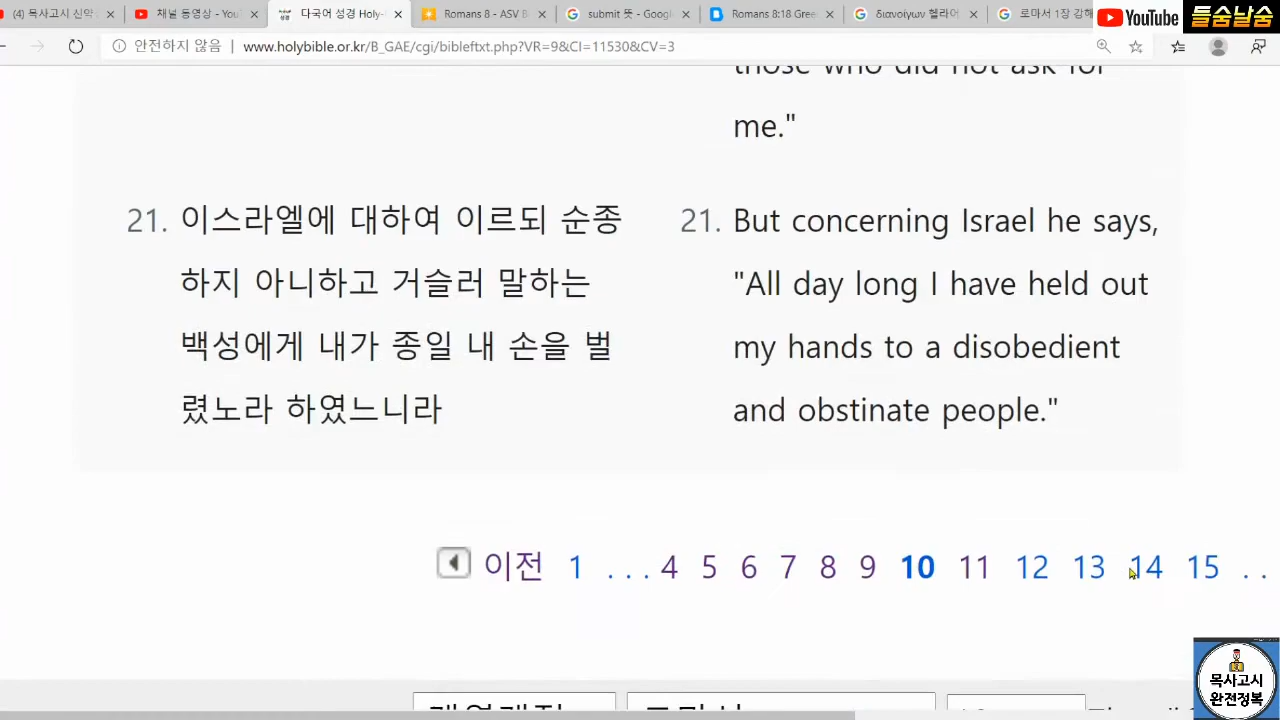 (4) 목사고시 신약
채널 동영상 - You
다국어 성경 Holy-
Romans 8
submit 뜻 - Googl
Romans 8:18 Gree
διανοίγων 헬라어
로마서 1장 강해
YouTube
들숨날숨
안전하지 않음
www.holybible.or.kr/B_GAE/cgi/bibleftxt.php?VR=9&CI=11530&CV=3
those who did not ask for
me."
21. 이스라엘에 대하여 이르되 순종
하지 아니하고 거슬러 말하는
백성에게 내가 종일 내 손을 벌
렸노라 하였느니라
21. But concerning Israel he says,
"All day long I have held out
my hands to a disobedient
and obstinate people."
이전 1 ... 4 5 6 7 8 9 10 11 12 13 14 15 ..
목사고시
완전정복